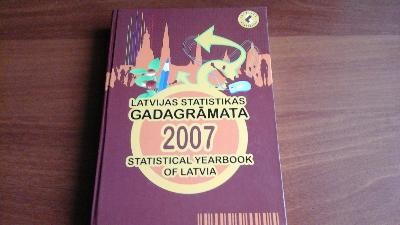 LATVIJAS STATISTIKAS
GADAGRĀMATA
2007
STATISTICAL YEARBOOK
OF LATVIA